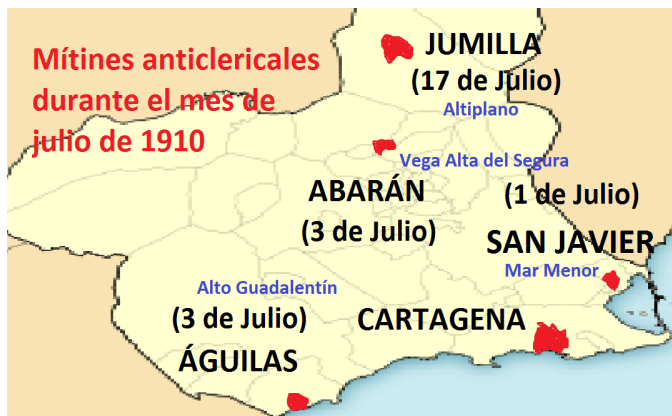 Mítines anticlericales
durante el mes de
julio de 1910
JUMILLA
(17 de Julio)
Altiplano
Vega Alta del Segura
ABARÁN
(3 de Julio)
(1 de Julio)
SAN JAVIER
Mar Menor
Alto Guadalentín
(3 de Julio)
ÁGUILAS
CARTAGENA